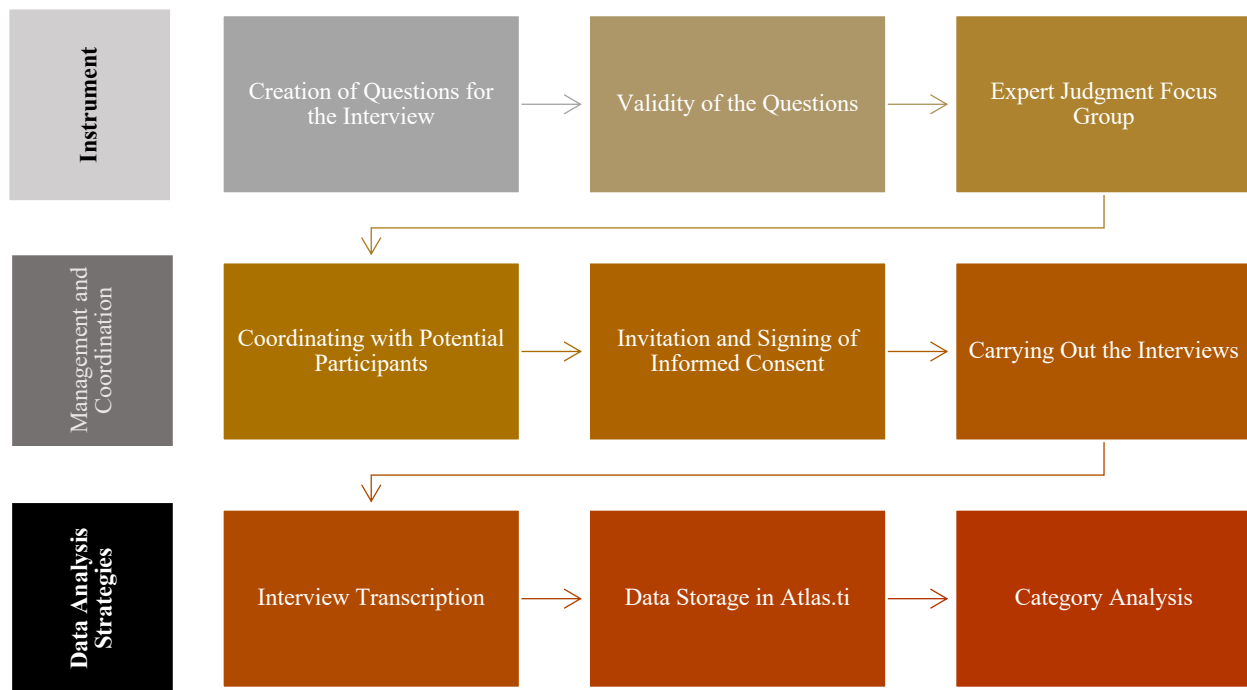 Instrument
Creation of Questions for
the Interview
Validity of the Questions
Expert Judgment Focus
Group
Management and
Coordination
Coordinating with Potential
Participants
Invitation and Signing of
Informed Consent
Carrying Out the Interviews
Data Analysis
Strategies
Interview Transcription
Data Storage in Atlas.ti
Category Analysis